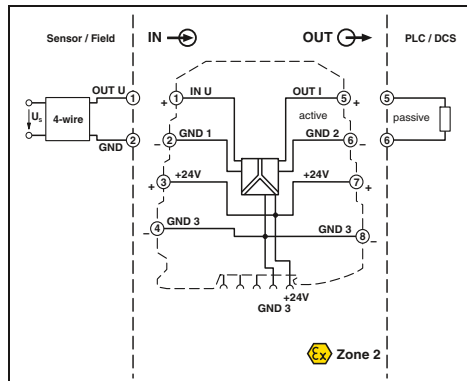 Sensor / Field
IN
OUT
PLC / DCS
OUT U
1
+
1
IN U
OUT I
5
+
5
Us
4-wire
active
passive
GND
2
–
2
GND 1
GND 2
6
–
6
+
3
+24V
+24V
7
+
–
4
GND 3
GND 3
8
–
+24V
GND 3
Ex
Zone 2